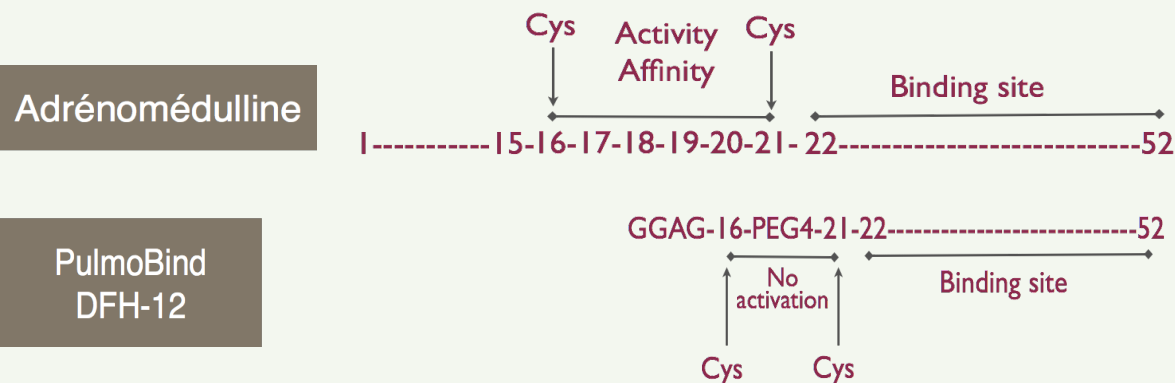 Cys
Activity
Affinity
Cys
Binding site
Adrénomédulline
1-----------15-16-17-18-19-20-21- 22----------------------------52
PulmoBind
DFH-12
GGAG-16-PEG4-21-22--------------------------52
No
activation
Binding site
Cys
Cys